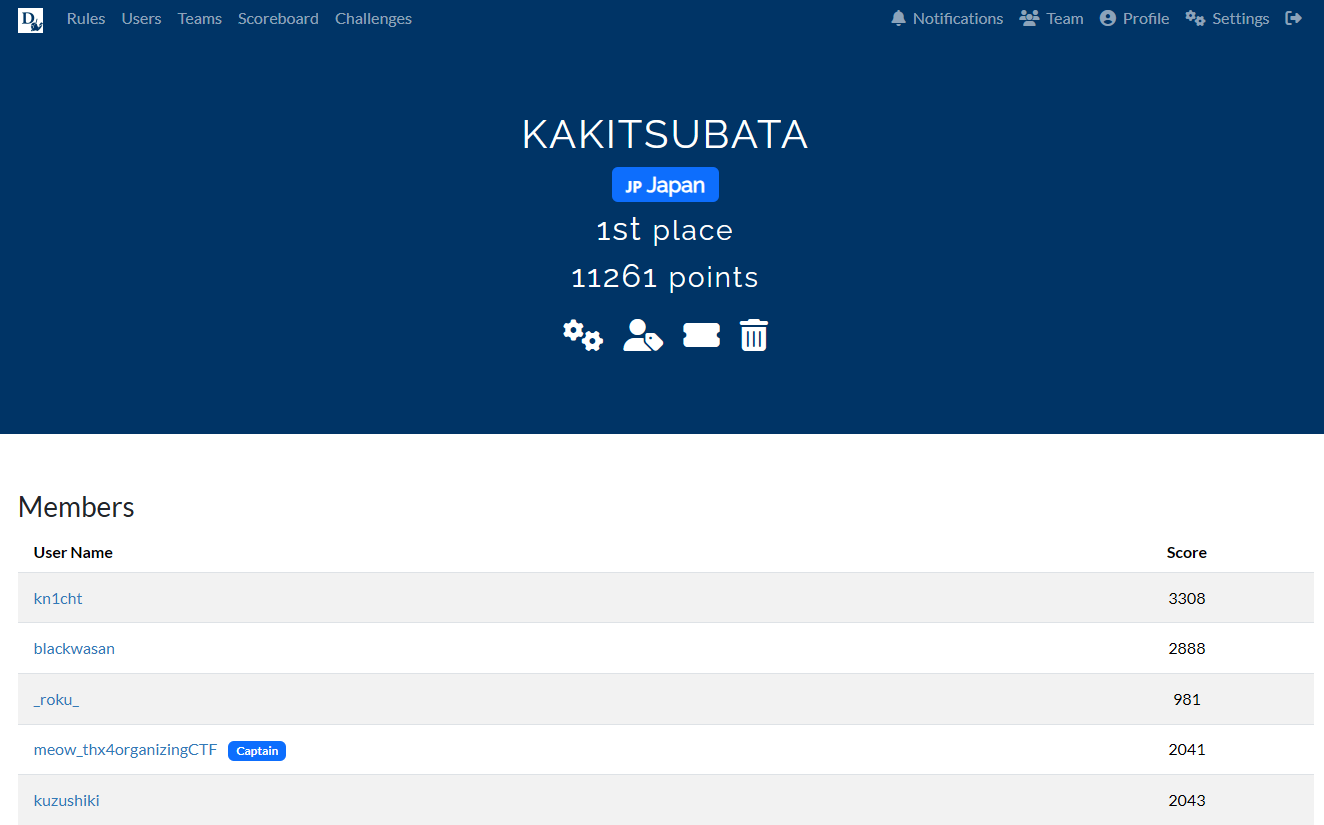 D Rules Users Teams Scoreboard Challenges Notifications Team Profile Settings
KAKITSUBATA
JP Japan
1st place
11261 points
Members
User Name Score
kn1cht 3308
blackwasan 2888
_roku_ 981
meow_thx4organizingCTF Captain 2041
kuzushiki 2043